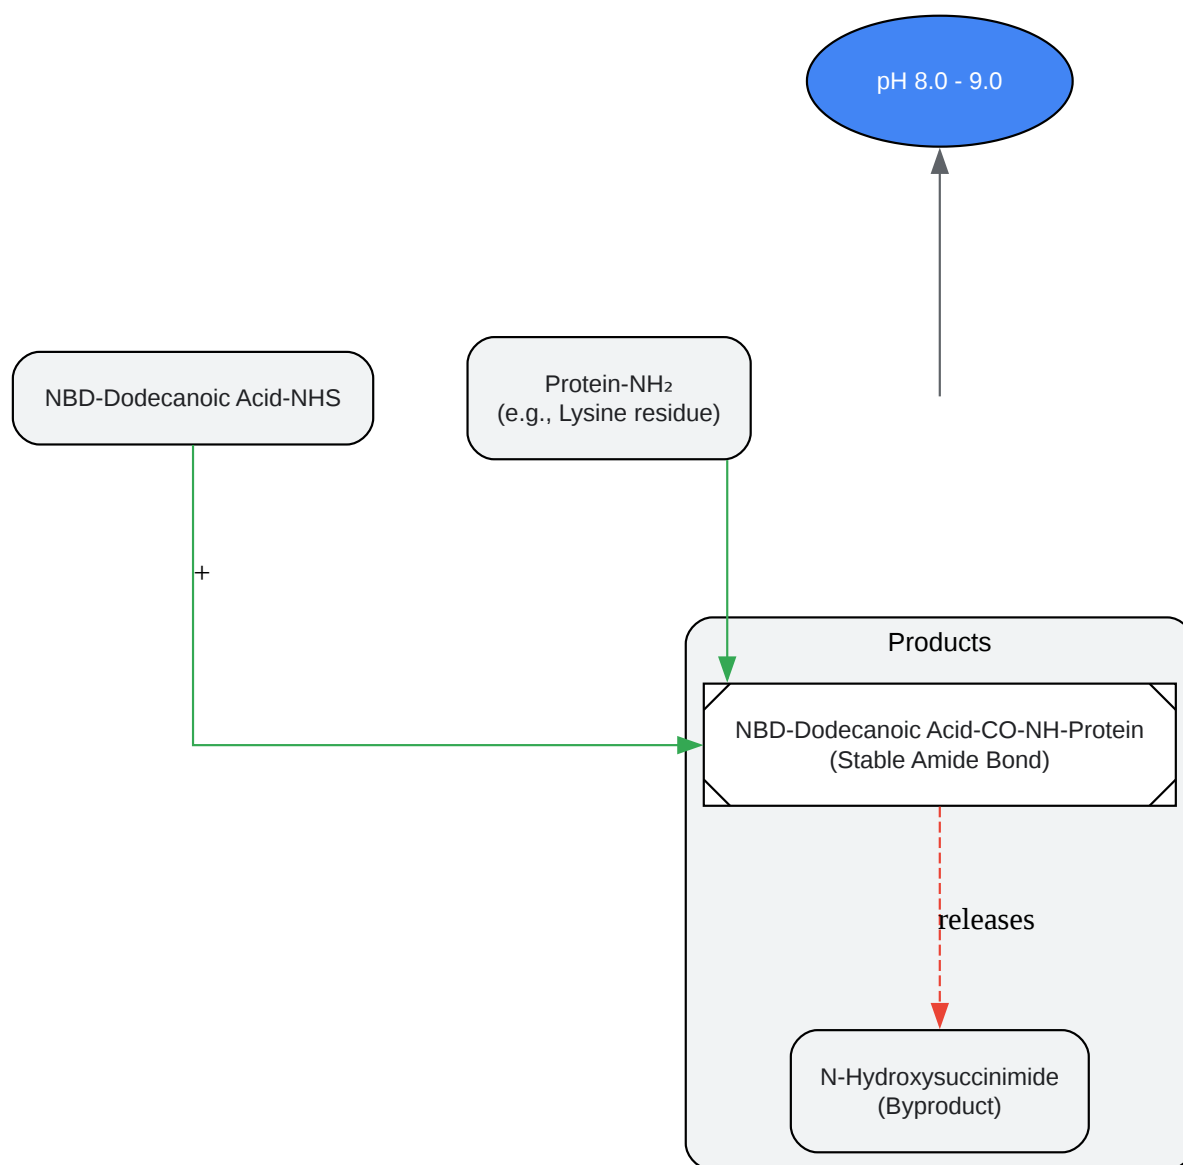 pH 8.0 - 9.0
NBD-Dodecanoic Acid-NHS
Protein-NH₂
(e.g., Lysine residue)
+
Products
NBD-Dodecanoic Acid-CO-NH-Protein
(Stable Amide Bond)
releases
N-Hydroxysuccinimide
(Byproduct)